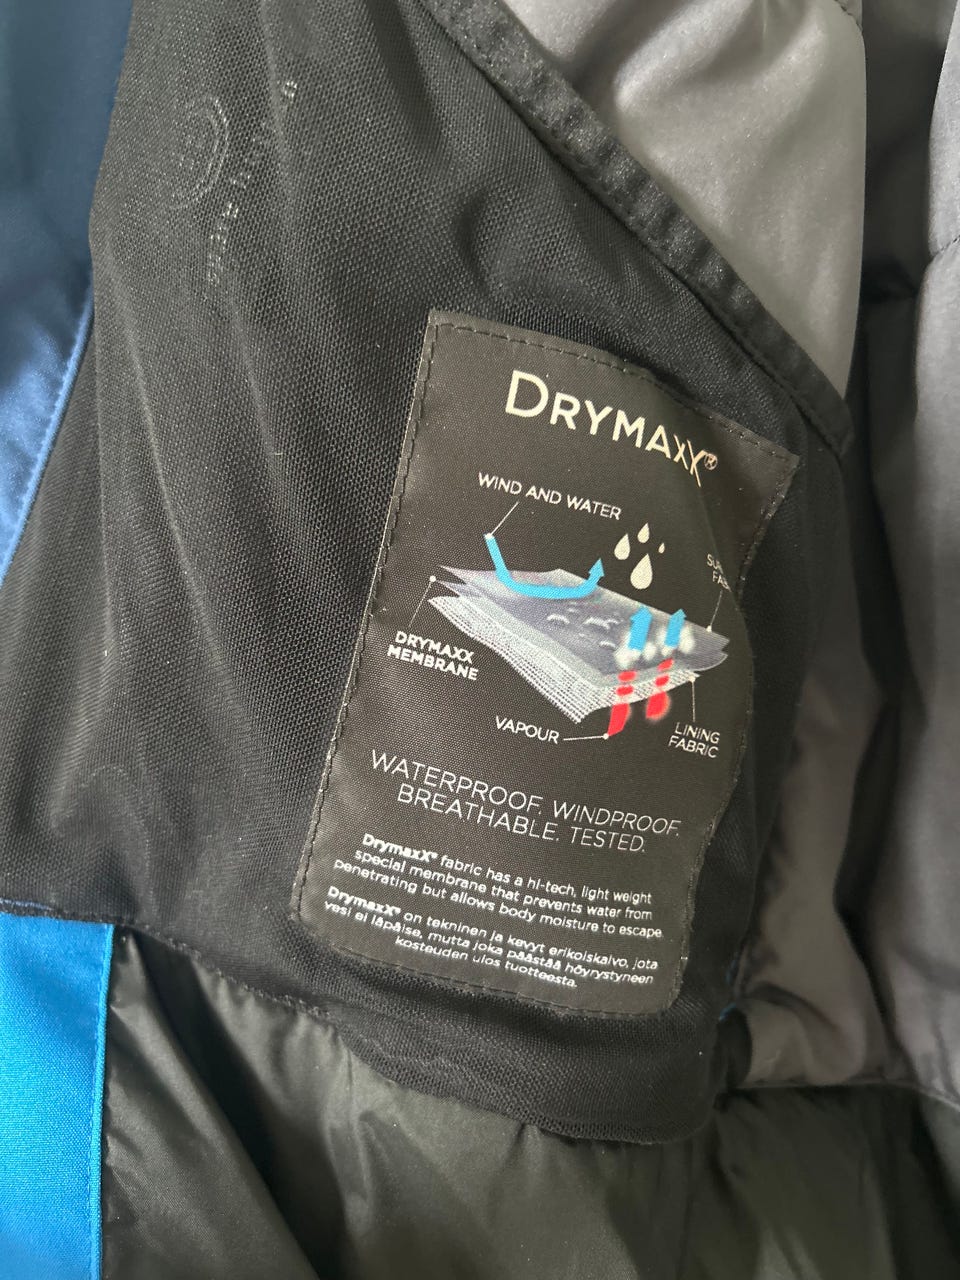 DRYMAXX®
WIND AND WATER
DRYMAXX
MEMBRANE
VAPOUR
LINING
FABRIC
WATERPROOF. WINDPROOF.
BREATHABLE. TESTED.
DrymaxX® fabric has a hi-tech, light weight
special membrane that prevents water from
penetrating but allows body moisture to escape.
DrymaxX® on tekninen ja kevyt erikoiskalvo, jota
vesi ei läpäise, mutta joka päästää höyrystyneen
kosteuden ulos tuotteesta.